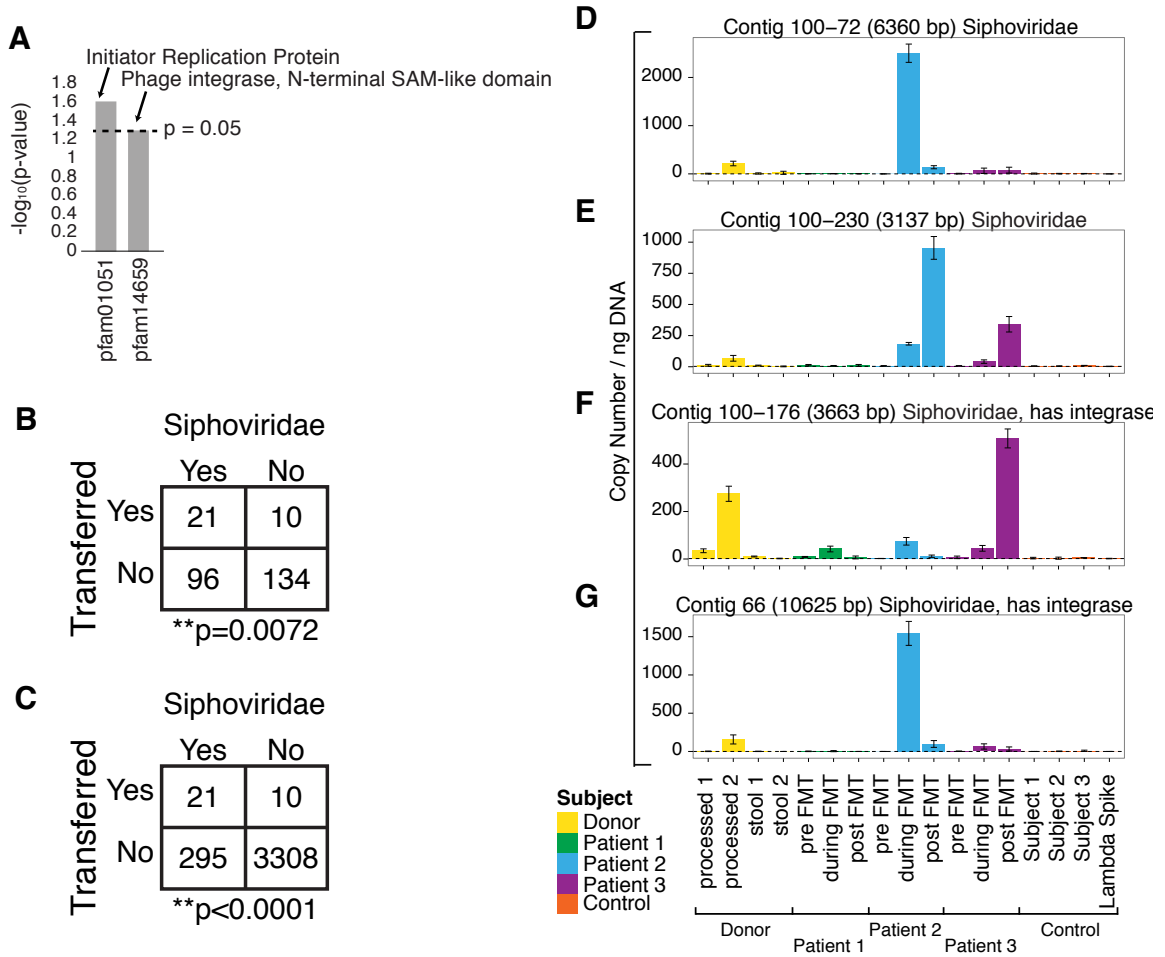 A
Initiator Replication Protein
Phage integrase, N-terminal SAM-like domain
-log₁₀(p-value)
1.8
1.6
1.4
1.2
1
0.8
0.6
0.4
0.2
0
p = 0.05
pfam01051
pfam14659
B
Siphoviridae
Yes No
Transferred
Yes 21 10
No 96 134
**p=0.0072
C
Siphoviridae
Yes No
Transferred
Yes 21 10
No 295 3308
**p<0.0001
Copy Number / ng DNA
D
Contig 100−72 (6360 bp) Siphoviridae
2000
1000
0
E
Contig 100−230 (3137 bp) Siphoviridae
1000
750
500
250
0
F
Contig 100−176 (3663 bp) Siphoviridae, has integrase
400
200
0
G
Contig 66 (10625 bp) Siphoviridae, has integrase
1500
1000
500
0
processed 1
processed 2
stool 1
stool 2
pre FMT
during FMT
post FMT
pre FMT
during FMT
post FMT
pre FMT
during FMT
post FMT
Subject 1
Subject 2
Subject 3
Lambda Spike
Donor
Patient 1
Patient 2
Patient 3
Control
Subject
Donor
Patient 1
Patient 2
Patient 3
Control